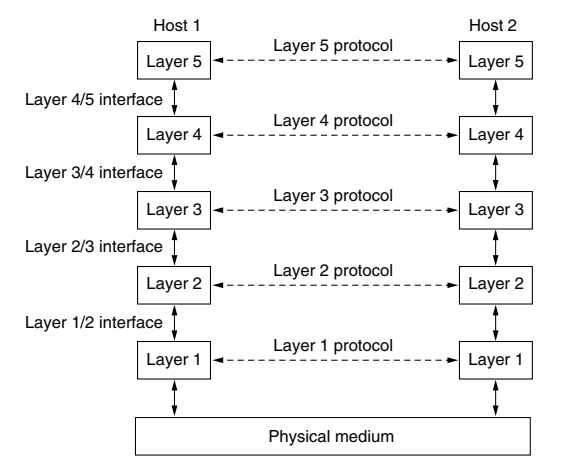 Host 1 Host 2
Layer 5 Layer 5 protocol Layer 5
Layer 4/5 interface
Layer 4 Layer 4 protocol Layer 4
Layer 3/4 interface
Layer 3 Layer 3 protocol Layer 3
Layer 2/3 interface
Layer 2 Layer 2 protocol Layer 2
Layer 1/2 interface
Layer 1 Layer 1 protocol Layer 1
Physical medium